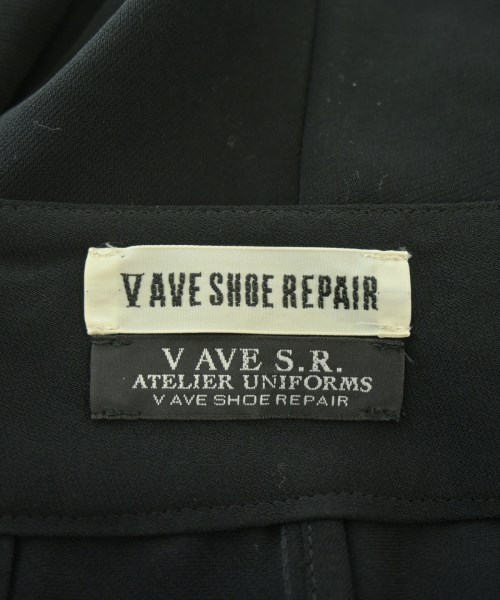 V AVE SHOE REPAIR
V AVE S.R.
ATELIER UNIFORMS
V AVE SHOE REPAIR